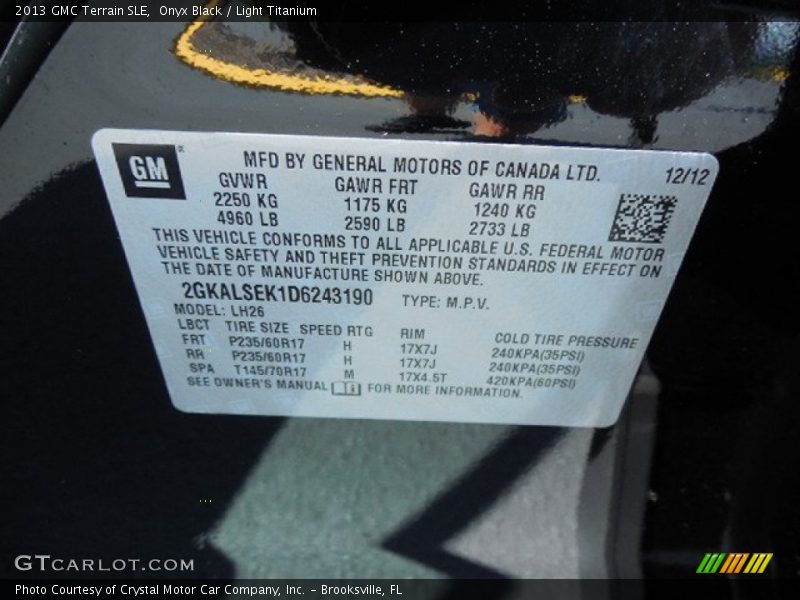 2013 GMC Terrain SLE, Onyx Black / Light Titanium
GM
MFD BY GENERAL MOTORS OF CANADA LTD. 12/12
GVWR GAWR FRT GAWR RR
2250 KG 1175 KG 1240 KG
4960 LB 2590 LB 2733 LB
THIS VEHICLE CONFORMS TO ALL APPLICABLE U.S. FEDERAL MOTOR
VEHICLE SAFETY AND THEFT PREVENTION STANDARDS IN EFFECT ON
THE DATE OF MANUFACTURE SHOWN ABOVE.
2GKALSEK1D6243190 TYPE: M.P.V.
MODEL: LH26
LBCT TIRE SIZE SPEED RTG RIM COLD TIRE PRESSURE
FRT P235/60R17 H 17X7J 240KPA(35PSI)
RR P235/60R17 H 17X7J 240KPA(35PSI)
SPA T145/70R17 M 17X4.5T 420KPA(60PSI)
SEE OWNER'S MANUAL FOR MORE INFORMATION.
GTCARLOT.COM
Photo Courtesy of Crystal Motor Car Company, Inc. – Brooksville, FL